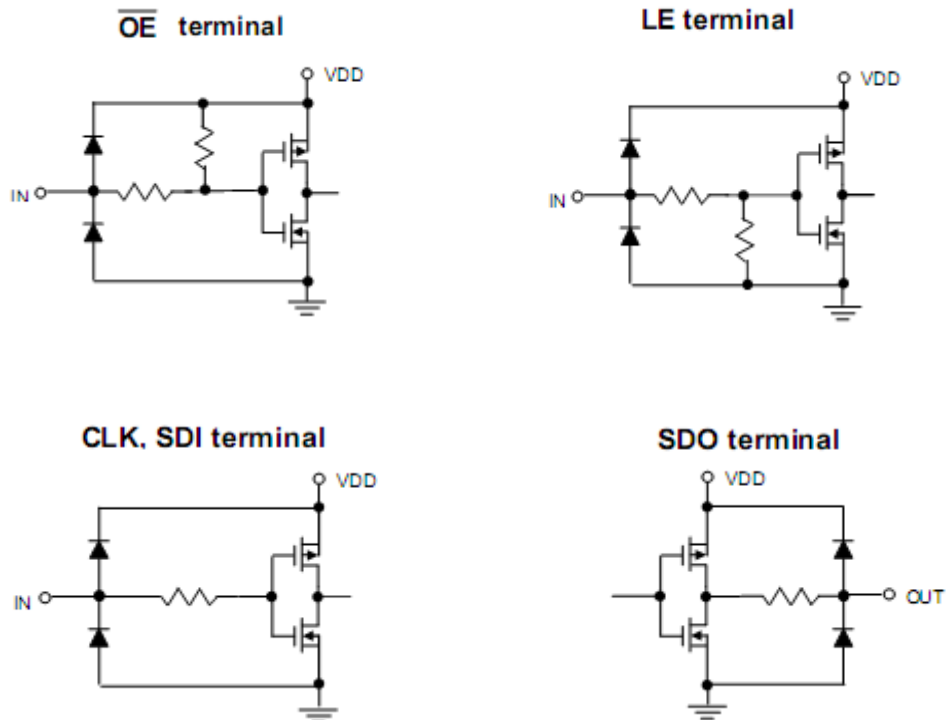 OE terminal
LE terminal
VDD
VDD
IN
IN
CLK, SDI terminal
SDO terminal
VDD
VDD
IN
OUT